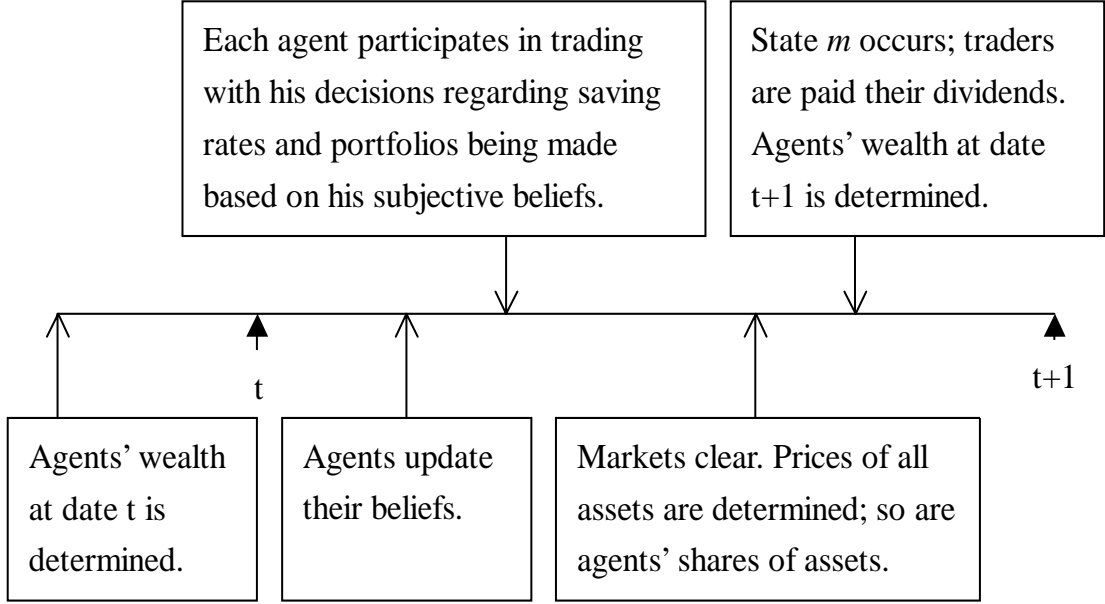 Each agent participates in trading
with his decisions regarding saving
rates and portfolios being made
based on his subjective beliefs.
State m occurs; traders
are paid their dividends.
Agents’ wealth at date
t+1 is determined.
t
t+1
Agents’ wealth
at date t is
determined.
Agents update
their beliefs.
Markets clear. Prices of all
assets are determined; so are
agents’ shares of assets.